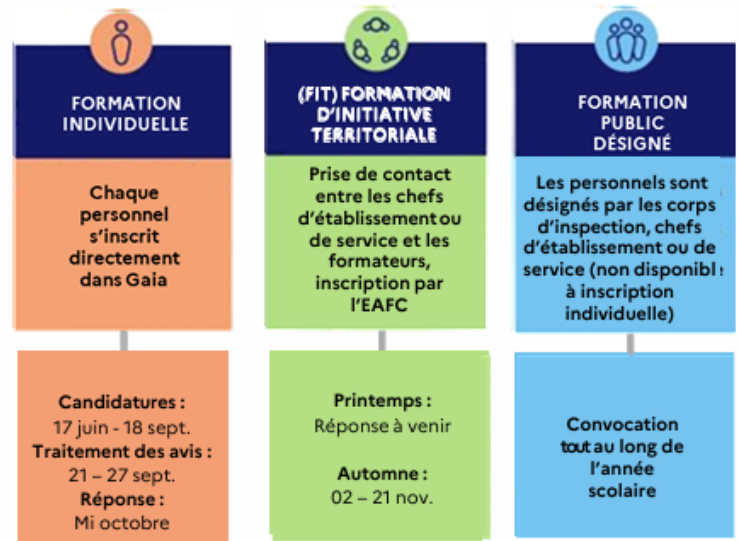 FORMATION
INDIVIDUELLE
Chaque
personnel
s'inscrit
directement
dans Gaia
Candidatures :
17 juin - 18 sept.
Traitement des avis :
21 – 27 sept.
Réponse :
Mi octobre
(FIT) FORMATION
D'INITIATIVE
TERRITORIALE
Prise de contact
entre les chefs
d'établissement ou
de service et les
formateurs,
inscription par
l'EAFC
Printemps :
Réponse à venir
Automne :
02 – 21 nov.
FORMATION
PUBLIC
DÉSIGNÉ
Les personnels sont
désignés par les corps
d'inspection, chefs
d'établissement ou de
service (non disponibl
à inscription
individuelle)
Convocation
tout au long de
l'année
scolaire